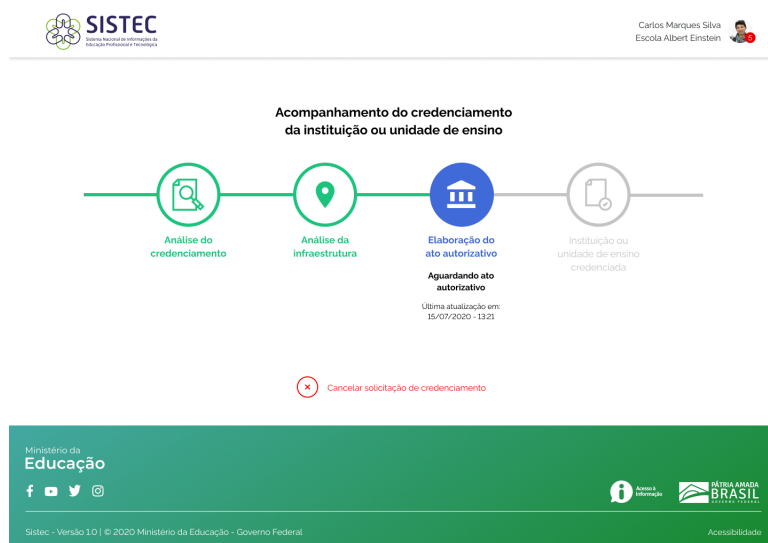 SISTEC
Sistema Nacional de Informações da
Educação Profissional e Tecnológica
Carlos Marques Silva
Escola Albert Einstein
5
Acompanhamento do credenciamento
da instituição ou unidade de ensino
Análise do
credenciamento
Análise da
infraestrutura
Elaboração do
ato autorizativo
Aguardando ato
autorizativo
Última atualização em:
15/07/2020 - 13:21
Instituição ou
unidade de ensino
credenciada
Cancelar solicitação de credenciamento
Ministério da
Educação
Acesso à
Informação
PÁTRIA AMADA
BRASIL
GOVERNO FEDERAL
Sistec - Versão 1.0 | © 2020 Ministério da Educação - Governo Federal
Acessibilidade